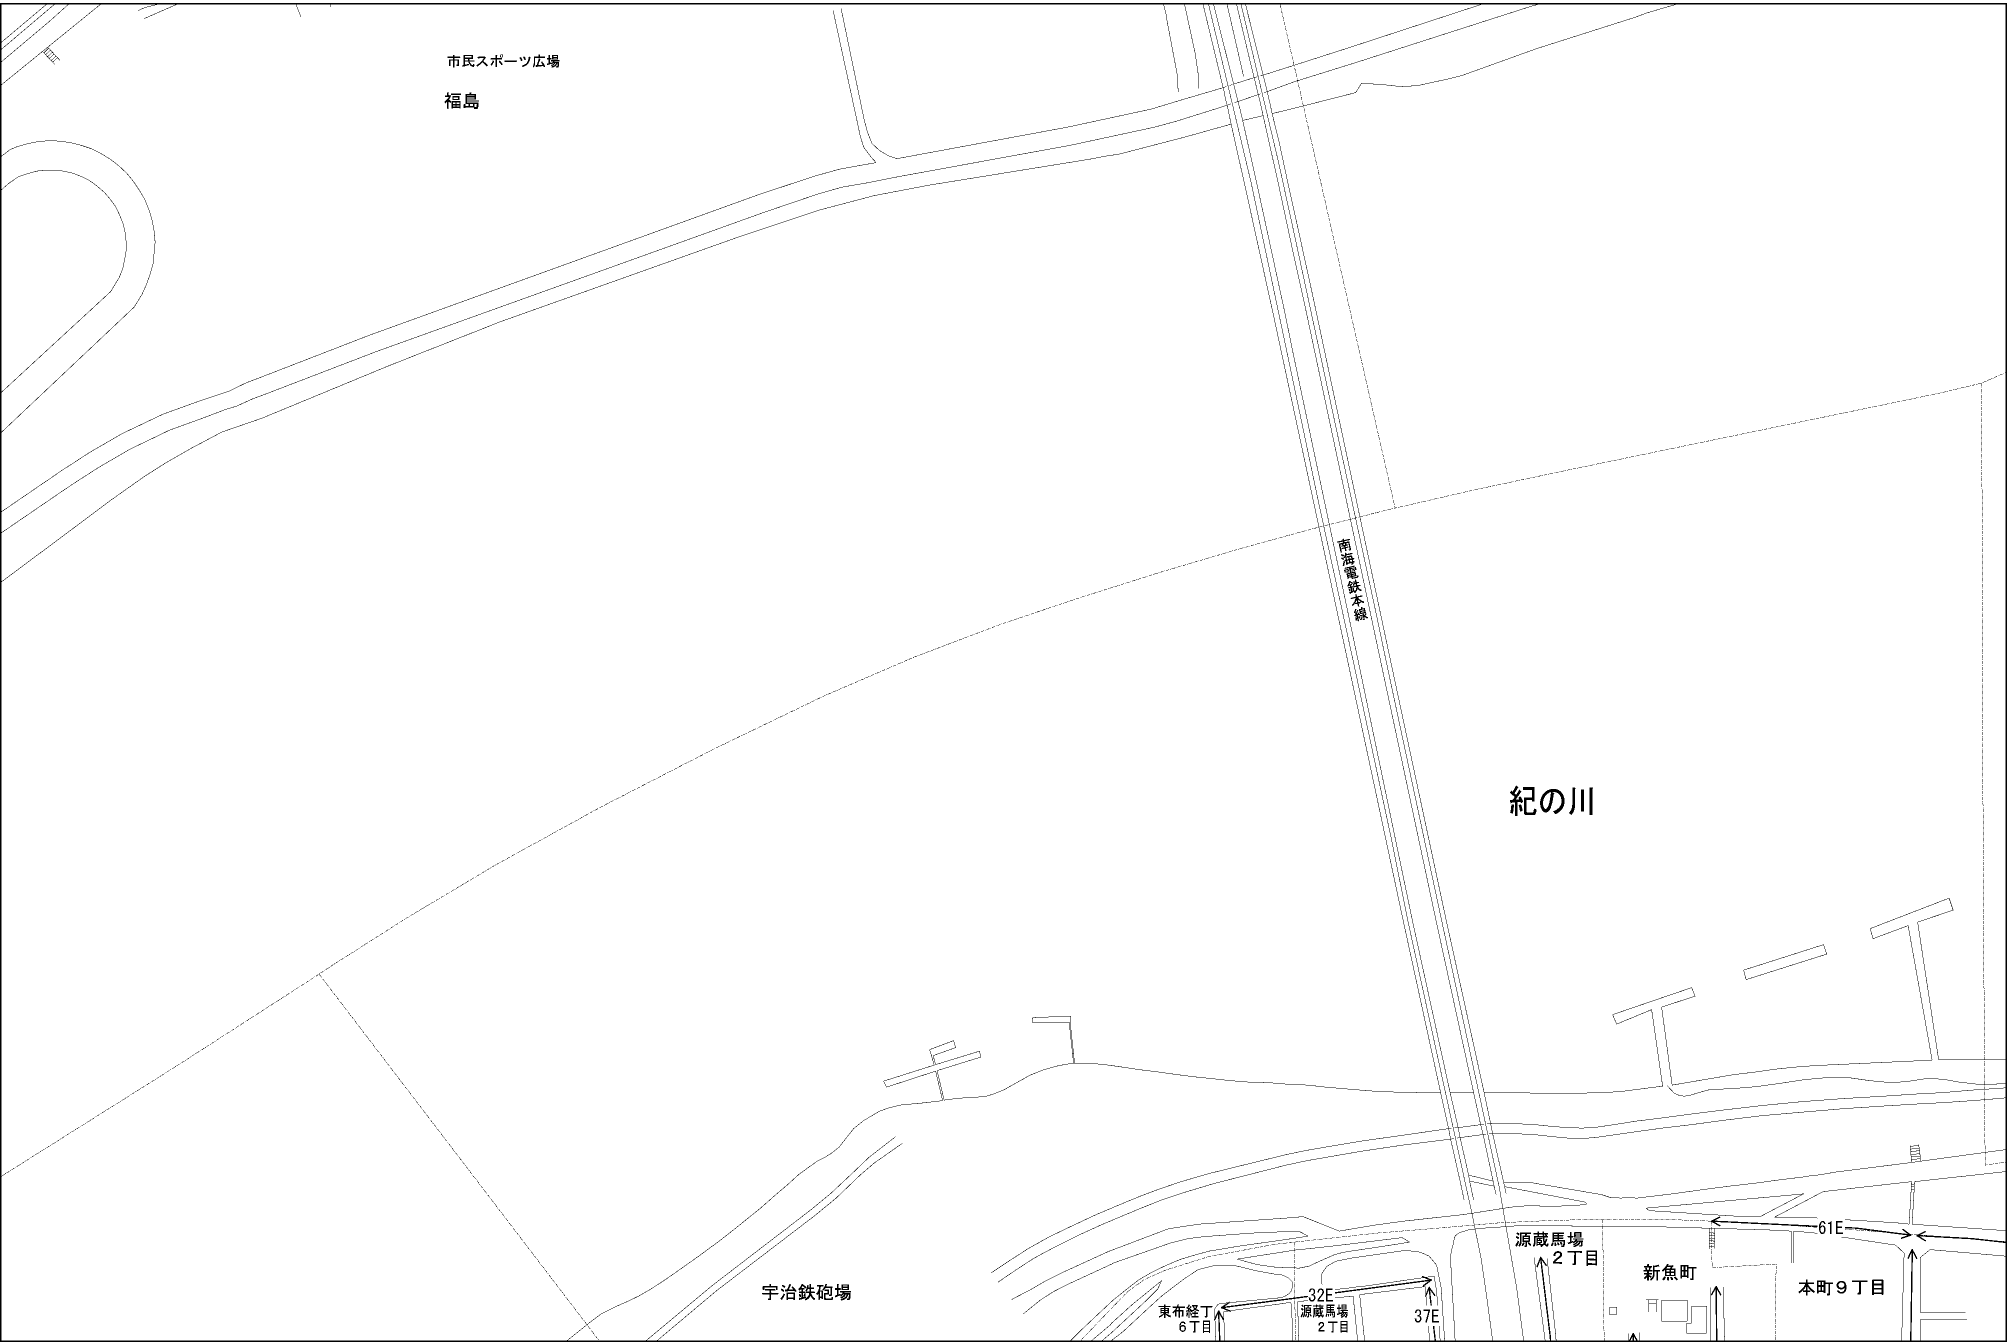 市民スポーツ広場
福島
南海電鉄本線
紀の川
61E
源蔵馬場
２丁目
新魚町
本町９丁目
宇治鉄砲場
32E
東布経丁
６丁目
源蔵馬場
２丁目
37E